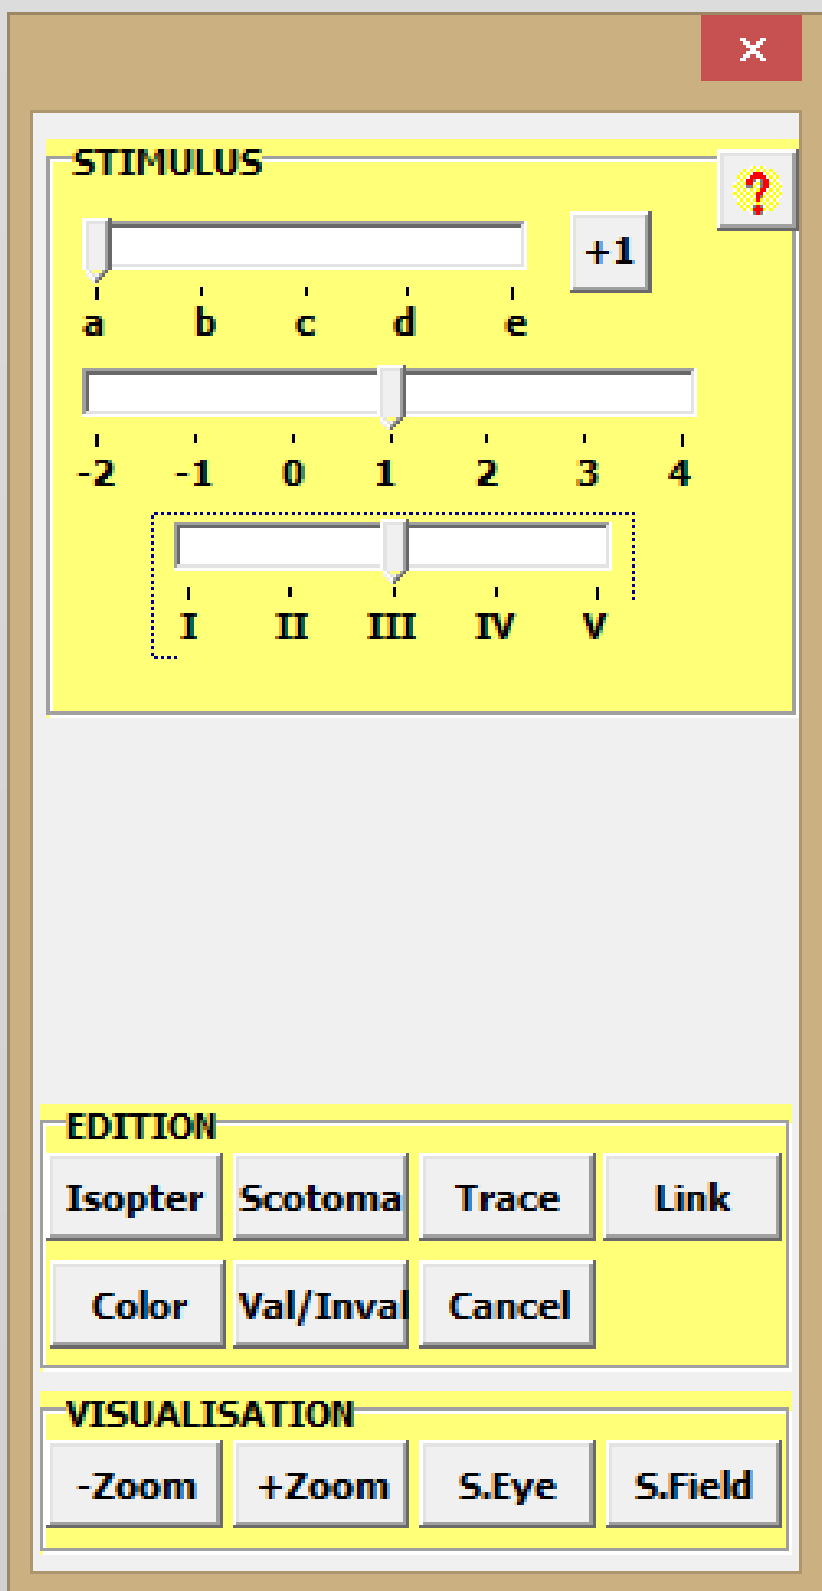 STIMULUS
?
+1
a b c d e
-2 -1 0 1 2 3 4
I II III IV V
EDITION
Isopter Scotoma Trace Link
Color Val/Inval Cancel
VISUALISATION
-Zoom +Zoom S.Eye S.Field